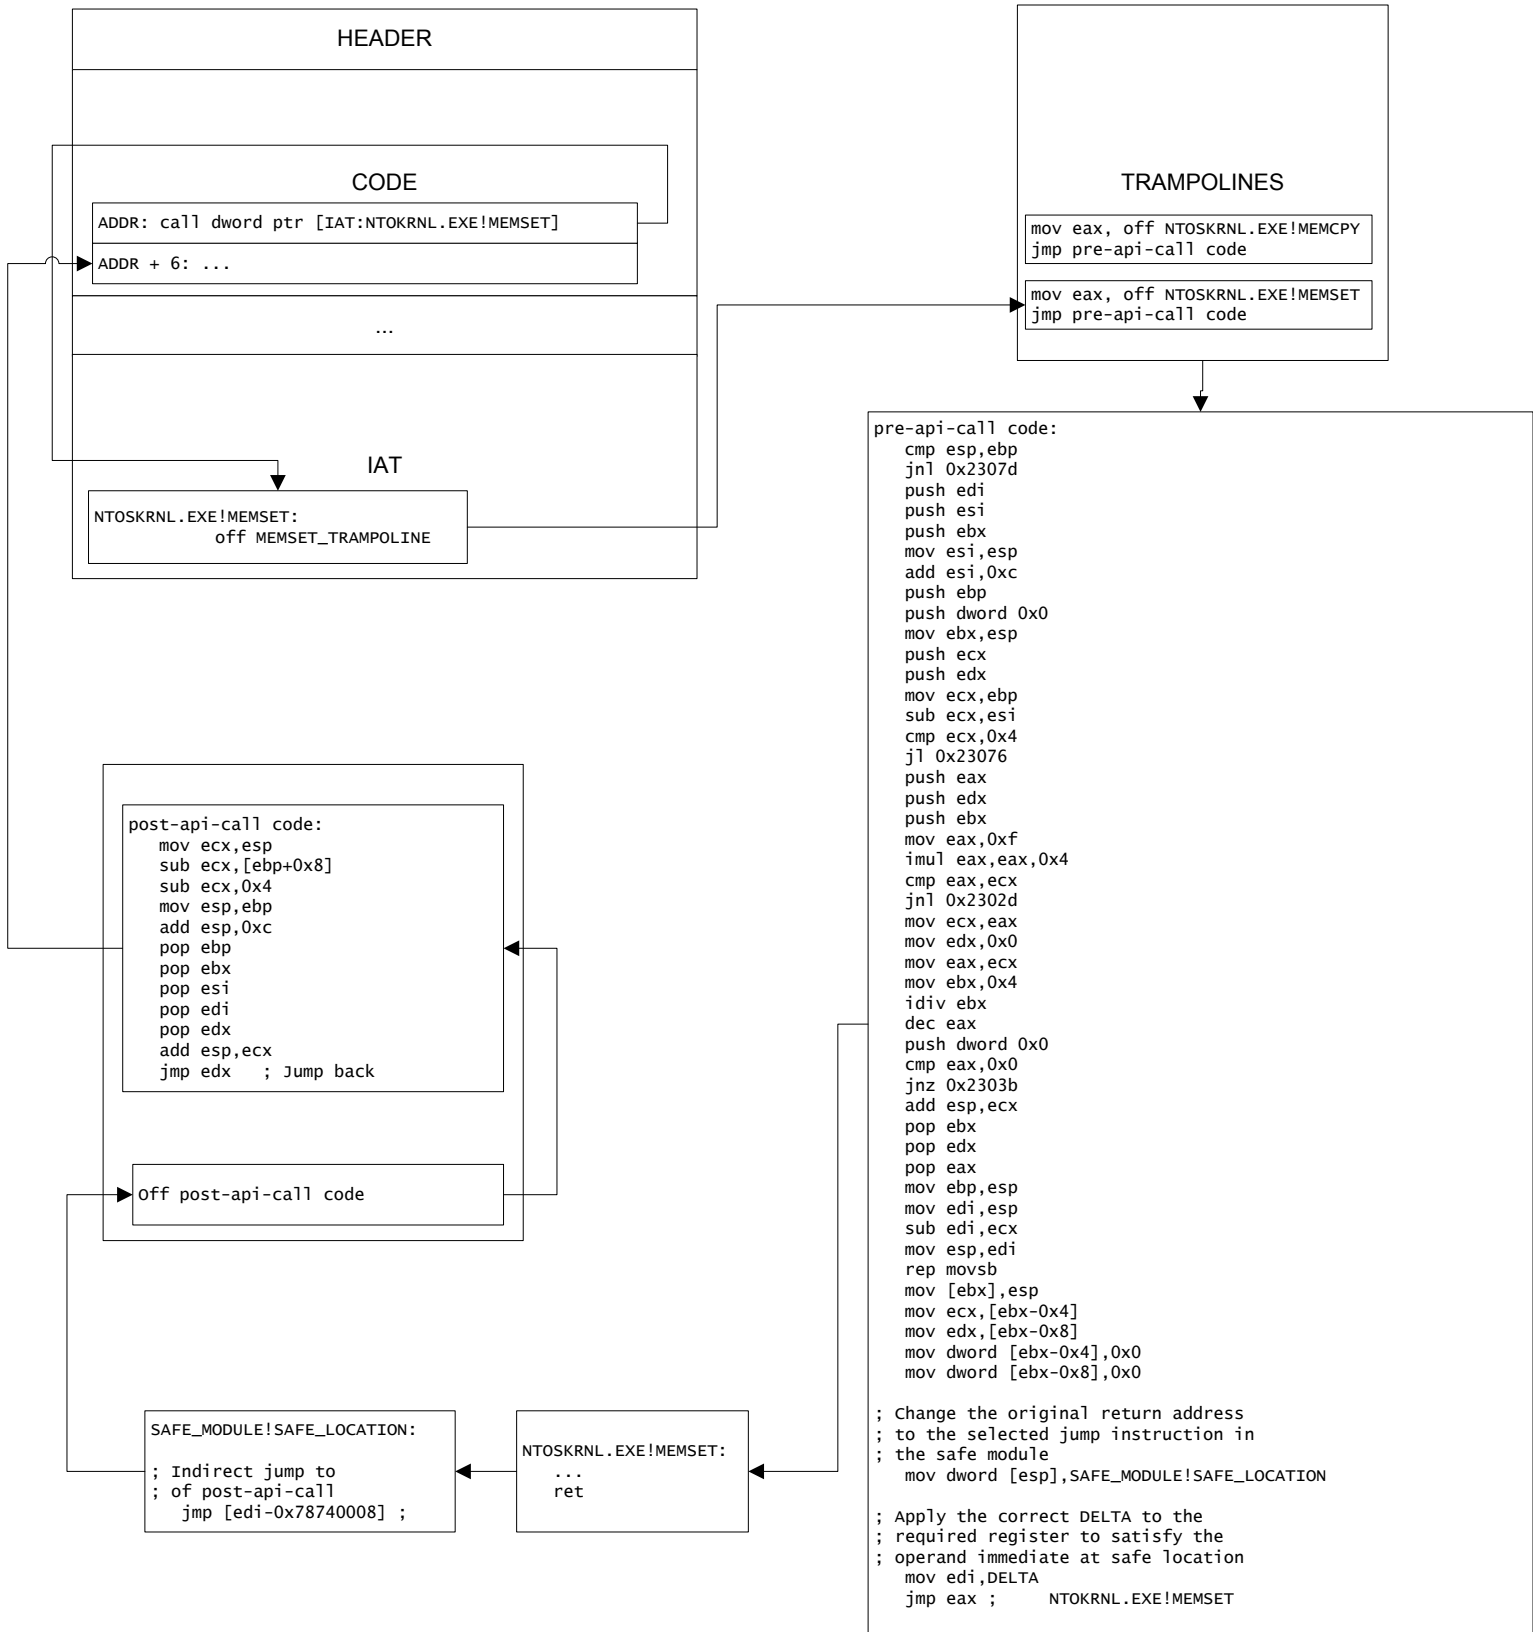 HEADER
CODE
ADDR: call dword ptr [IAT:NTOKRNL.EXE!MEMSET]
ADDR + 6: ...
...
IAT
NTOSKRNL.EXE!MEMSET:
off MEMSET_TRAMPOLINE
TRAMPOLINES
mov eax, off NTOSKRNL.EXE!MEMCPY
jmp pre-api-call code
mov eax, off NTOSKRNL.EXE!MEMSET
jmp pre-api-call code
pre-api-call code:
cmp esp,ebp
jnl 0x2307d
push edi
push esi
push ebx
mov esi,esp
add esi,0xc
push ebp
push dword 0x0
mov ebx,esp
push ecx
push edx
mov ecx,ebp
sub ecx,esi
cmp ecx,0x4
jl 0x23076
push eax
push edx
push ebx
mov eax,0xf
imul eax,eax,0x4
cmp eax,ecx
jnl 0x2302d
mov ecx,eax
mov edx,0x0
mov eax,ecx
mov ebx,0x4
idiv ebx
dec eax
push dword 0x0
cmp eax,0x0
jnz 0x2303b
add esp,ecx
pop ebx
pop edx
pop eax
mov ebp,esp
mov edi,esp
sub edi,ecx
mov esp,edi
rep movsb
mov [ebx],esp
mov ecx,[ebx-0x4]
mov edx,[ebx-0x8]
mov dword [ebx-0x4],0x0
mov dword [ebx-0x8],0x0
; Change the original return address
; to the selected jump instruction in
; the safe module
mov dword [esp],SAFE_MODULE!SAFE_LOCATION
; Apply the correct DELTA to the
; required register to satisfy the
; operand immediate at safe location
mov edi,DELTA
jmp eax ; NTOKRNL.EXE!MEMSET
post-api-call code:
mov ecx,esp
sub ecx,[ebp+0x8]
sub ecx,0x4
mov esp,ebp
add esp,0xc
pop ebp
pop ebx
pop esi
pop edi
pop edx
add esp,ecx
jmp edx ; Jump back
Off post-api-call code
SAFE_MODULE!SAFE_LOCATION:
; Indirect jump to
; of post-api-call
jmp [edi-0x78740008] ;
NTOSKRNL.EXE!MEMSET:
...
ret